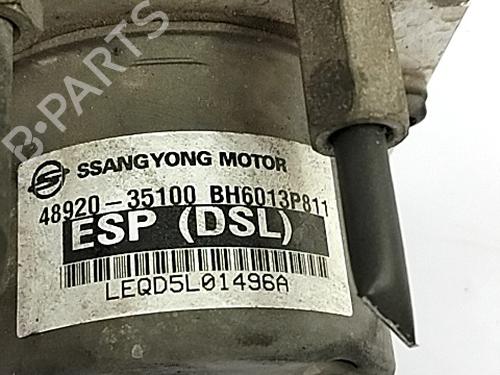 B-PARTS
SSANGYONG MOTOR
48920-35100 BH6013P811
ESP (DSL)
LEQD5L01496A